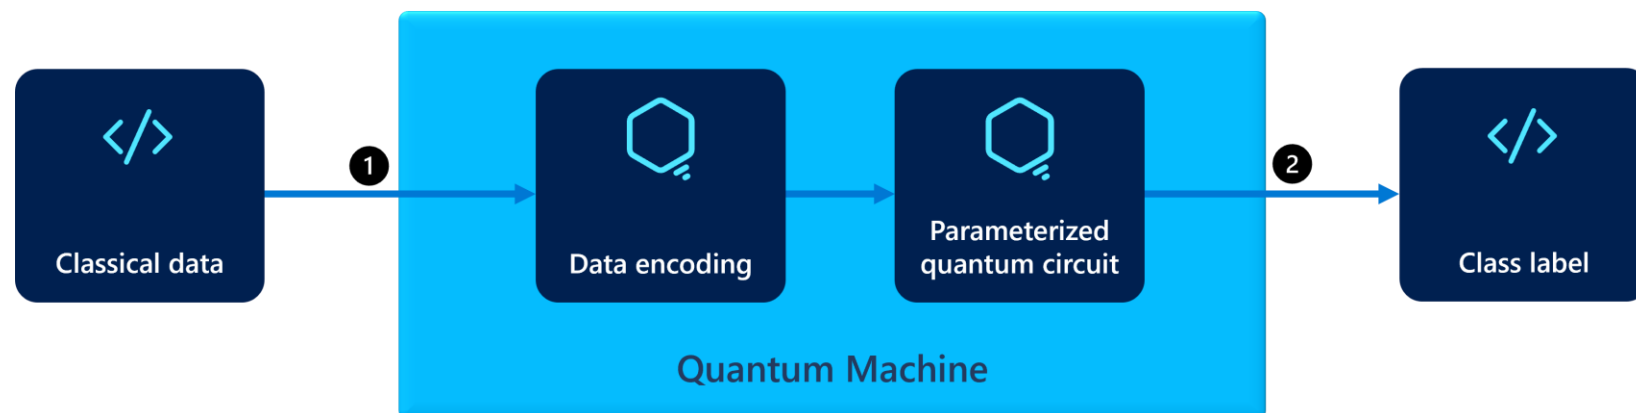 1
2
Classical data
Data encoding
Parameterized
quantum circuit
Class label
Quantum Machine